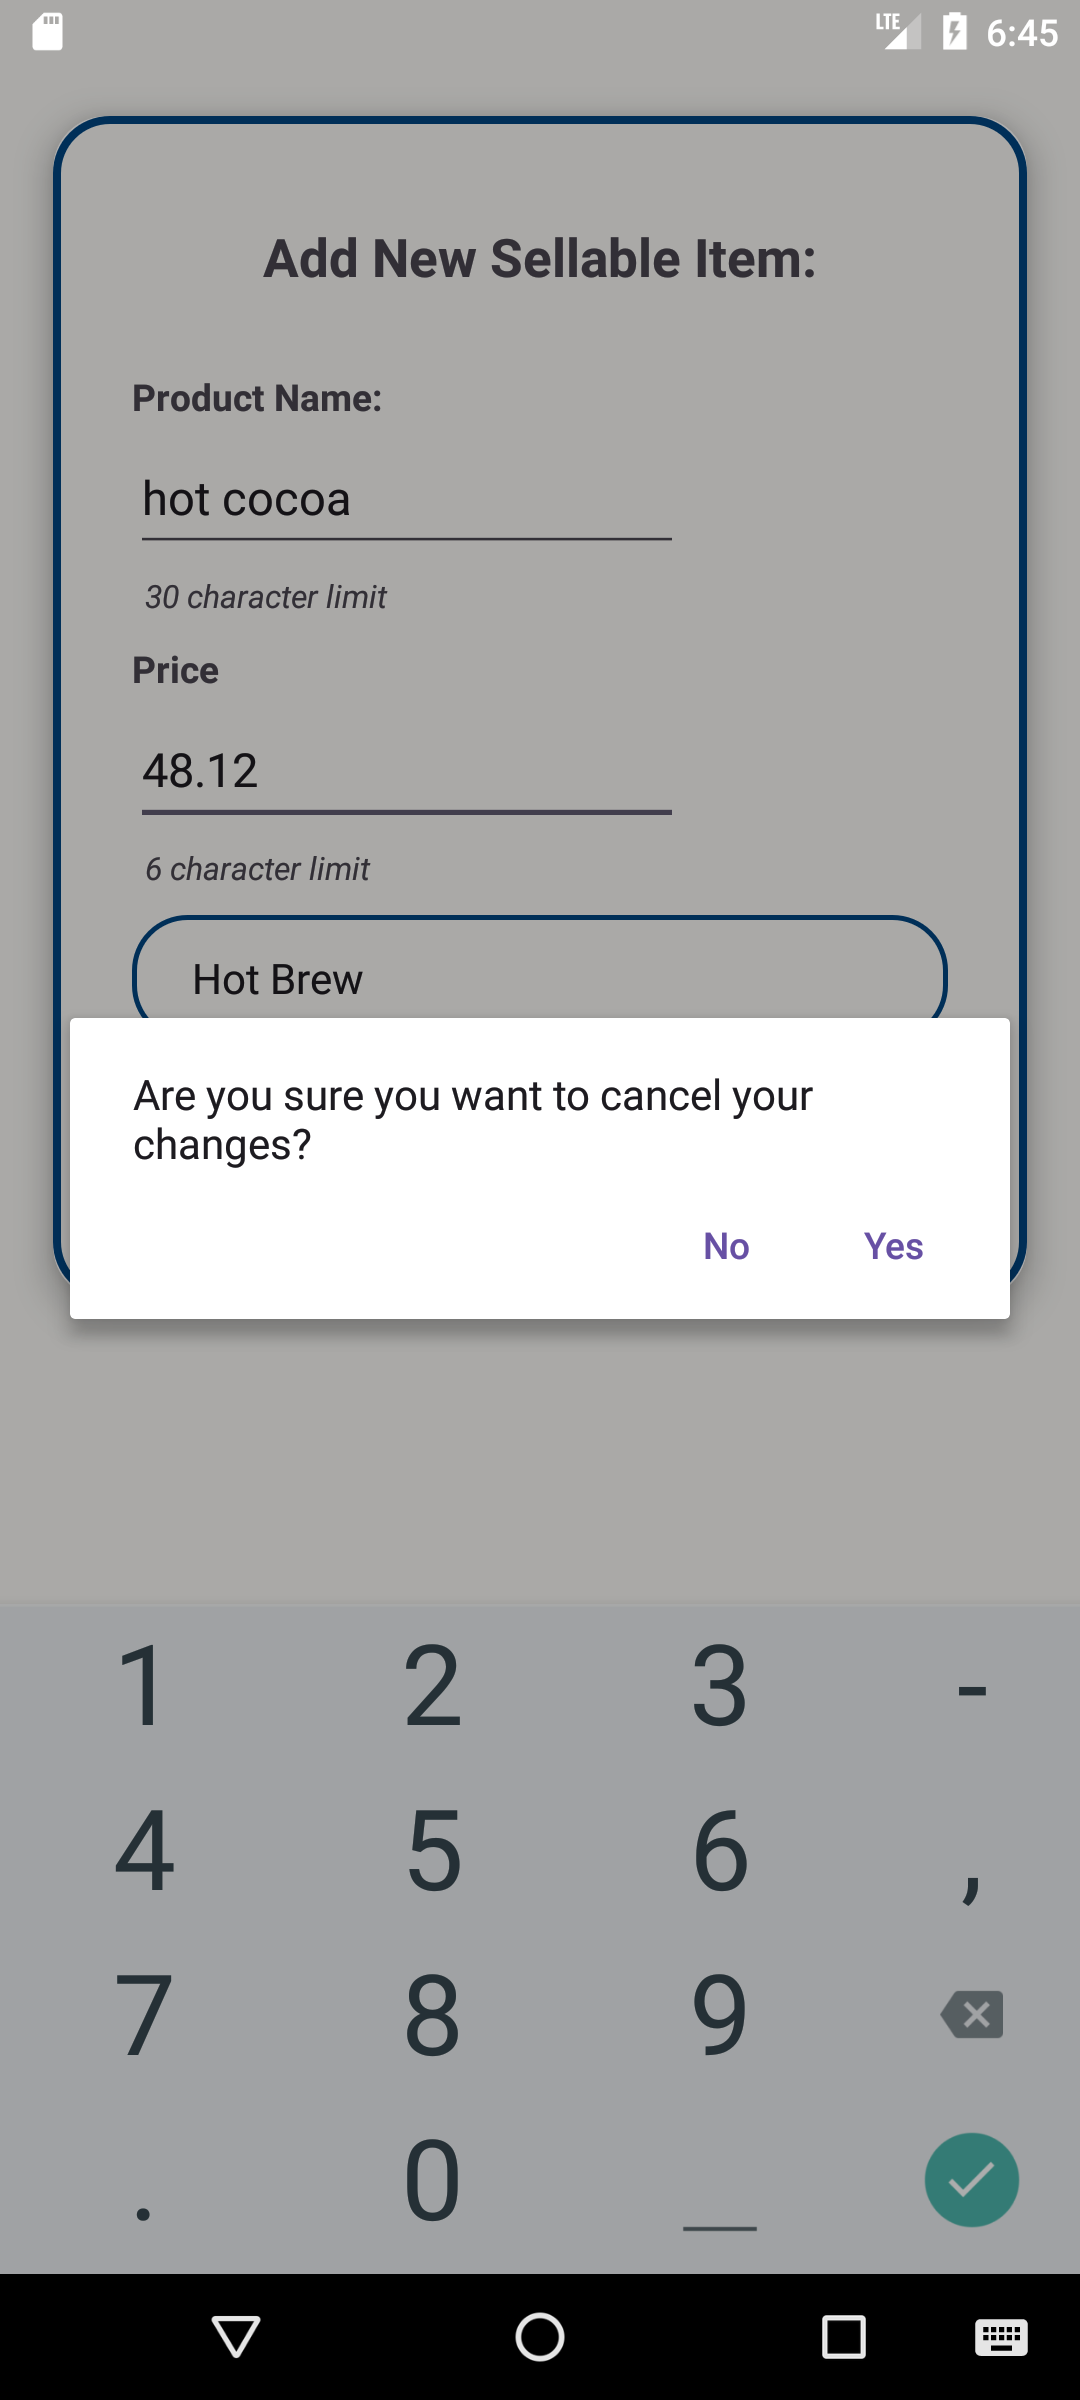 LTE 6:45
Add New Sellable Item:
Product Name:
hot cocoa
30 character limit
Price
48.12
6 character limit
Hot Brew
Are you sure you want to cancel your
changes?
No Yes
1 2 3 -
4 5 6 ,
7 8 9
. 0 _